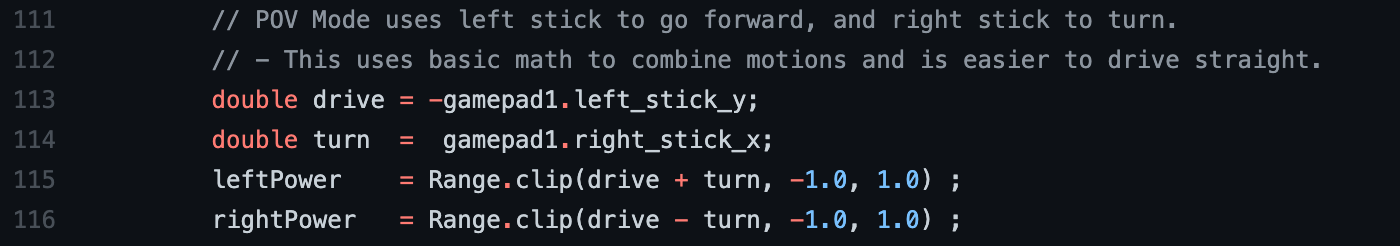 111 // POV Mode uses left stick to go forward, and right stick to turn.
112 // - This uses basic math to combine motions and is easier to drive straight.
113 double drive = -gamepad1.left_stick_y;
114 double turn  =  gamepad1.right_stick_x;
115 leftPower    = Range.clip(drive + turn, -1.0, 1.0) ;
116 rightPower   = Range.clip(drive - turn, -1.0, 1.0) ;